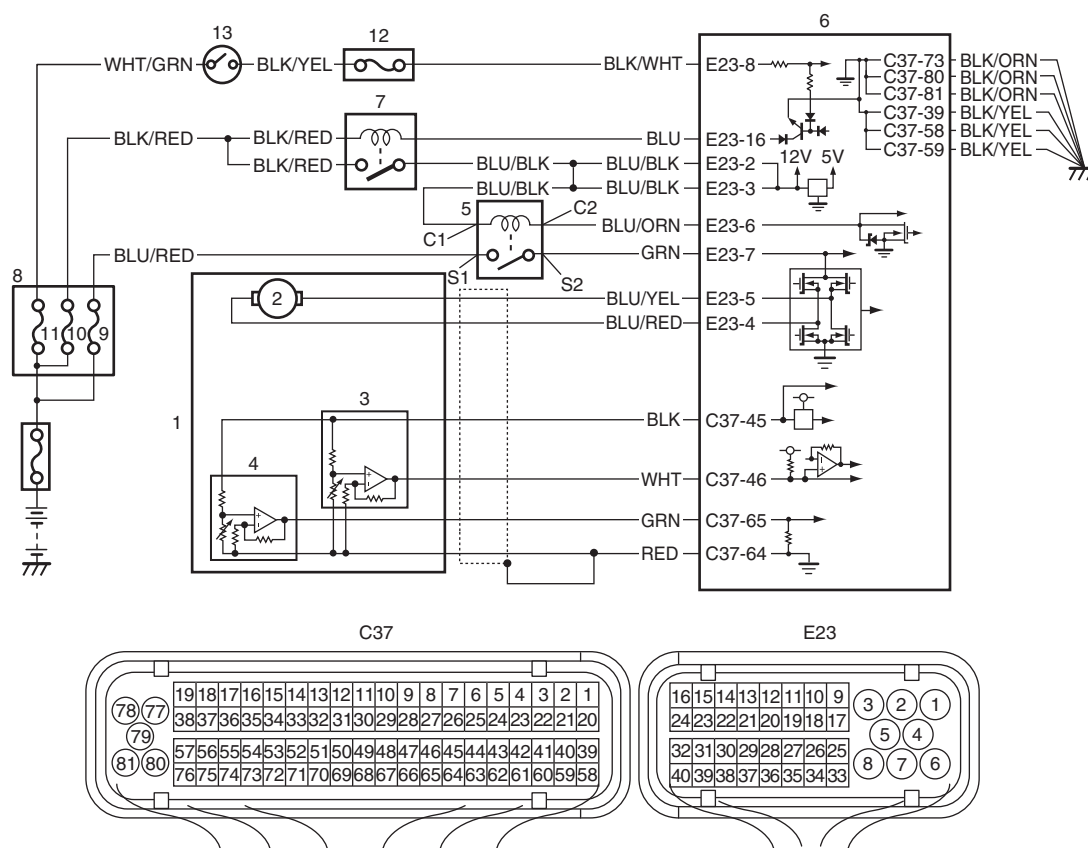 13 12 6
WHT/GRN BLK/YEL BLK/WHT E23-8 C37-73 BLK/ORN
C37-80 BLK/ORN
C37-81 BLK/ORN
7 C37-39 BLK/YEL
BLK/RED BLK/RED BLU E23-16 C37-58 BLK/YEL
C37-59 BLK/YEL
BLK/RED BLU/BLK BLU/BLK E23-2 12V 5V
BLU/BLK BLU/BLK E23-3
5 C2
C1 BLU/ORN E23-6
BLU/RED GRN E23-7
8 S1 S2
2 BLU/YEL E23-5
BLU/RED E23-4
11 10 9
3
1 BLK C37-45
4
WHT C37-46
GRN C37-65
RED C37-64
C37 E23
19 18 17 16 15 14 13 12 11 10 9 8 7 6 5 4 3 2 1
38 37 36 35 34 33 32 31 30 29 28 27 26 25 24 23 22 21 20
57 56 55 54 53 52 51 50 49 48 47 46 45 44 43 42 41 40 39
76 75 74 73 72 71 70 69 68 67 66 65 64 63 62 61 60 59 58
78 77
79
81 80
16 15 14 13 12 11 10 9
24 23 22 21 20 19 18 17
32 31 30 29 28 27 26 25
40 39 38 37 36 35 34 33
3 2 1
5 4
8 7 6